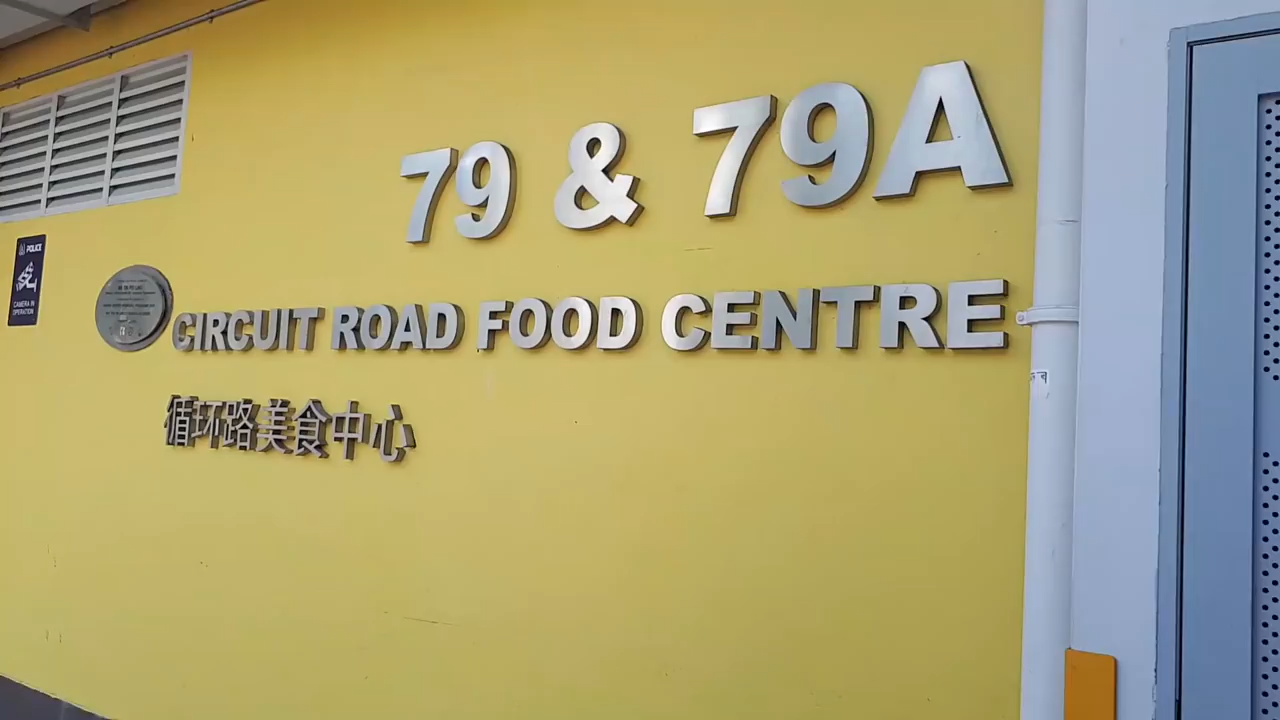 79 & 79A
POLICE
CAMERA IN
OPERATION
CIRCUIT ROAD FOOD CENTRE
循环路美食中心